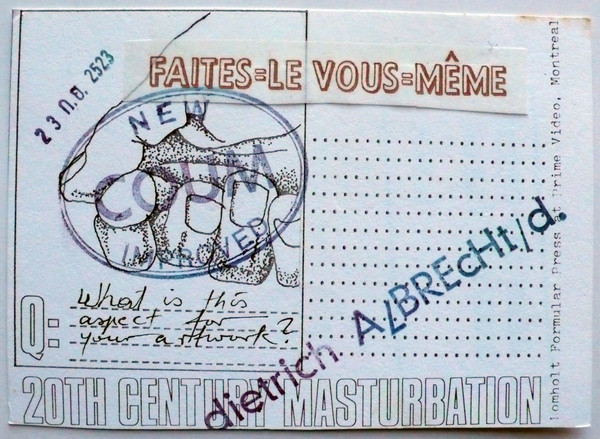 23 N.O. 2523
FAITES=LE VOUS=MÊME
NEW
COUM
IMPROVED
Q:
What is this
aspect for
your artwork?
dietrich ALBRECHt/d.
20TH CENTURY MASTURBATION
Lomholt Formular Press at Prime Video, Montreal